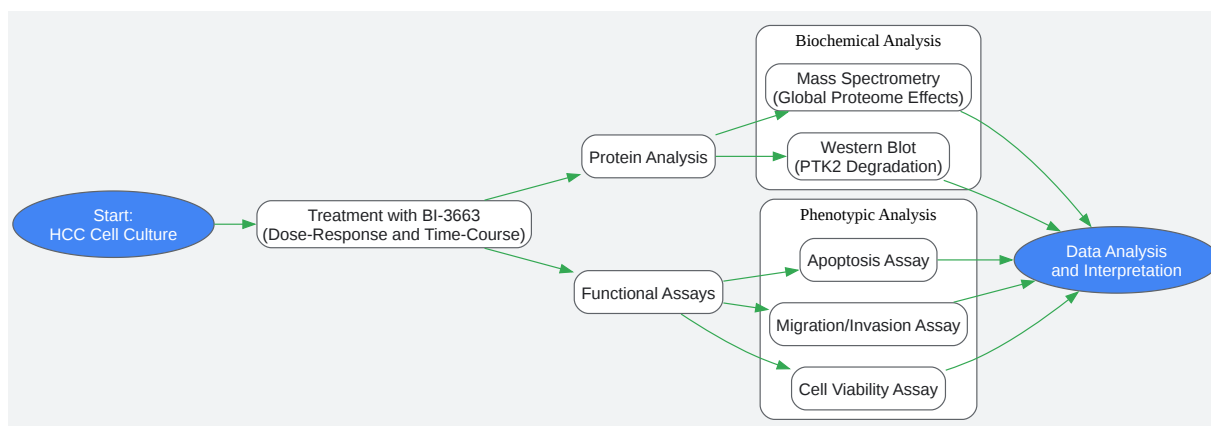 Start:
HCC Cell Culture
Treatment with BI-3663
(Dose-Response and Time-Course)
Protein Analysis
Functional Assays
Biochemical Analysis
Mass Spectrometry
(Global Proteome Effects)
Western Blot
(PTK2 Degradation)
Phenotypic Analysis
Apoptosis Assay
Migration/Invasion Assay
Cell Viability Assay
Data Analysis
and Interpretation